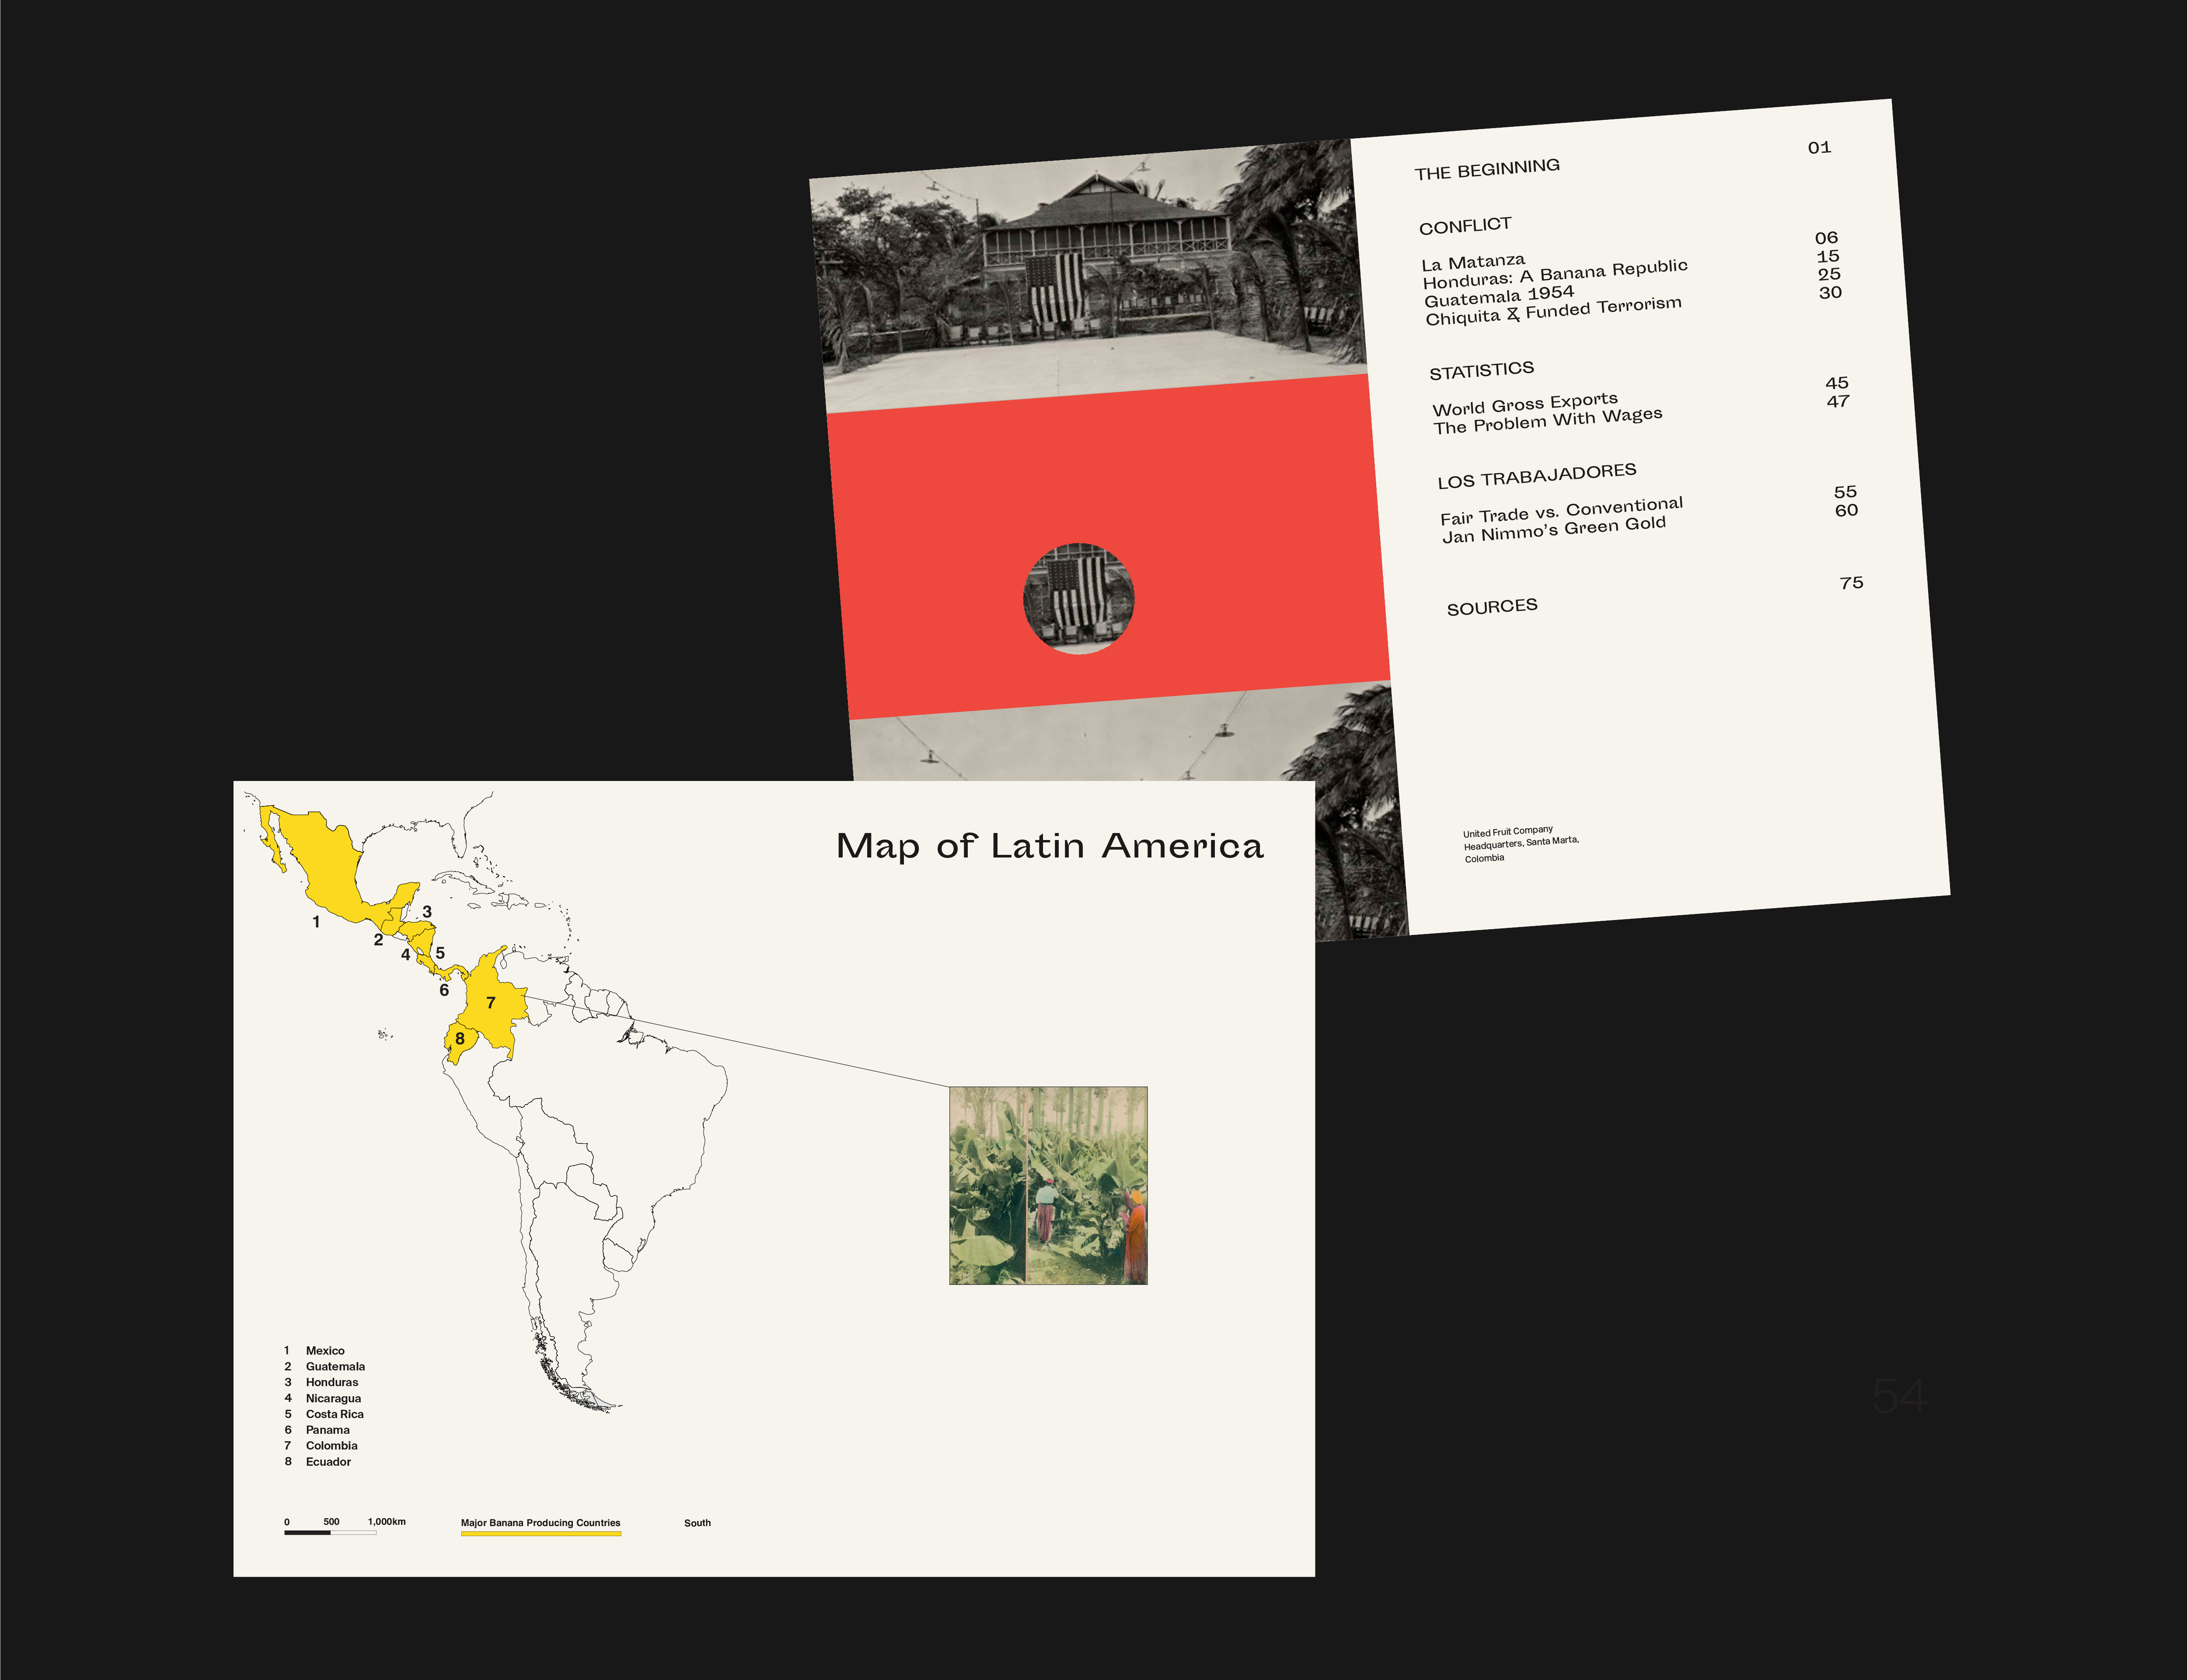 THE BEGINNING 01
CONFLICT
La Matanza 06
Honduras: A Banana Republic 15
Guatemala 1954 25
Chiquita & Funded Terrorism 30
STATISTICS
World Gross Exports 45
The Problem With Wages 47
LOS TRABAJADORES
Fair Trade vs. Conventional 55
Jan Nimmo's Green Gold 60
SOURCES 75
United Fruit Company
Headquarters, Santa Marta,
Colombia
Map of Latin America
1
2
3
4
5
6
7
8
1 Mexico
2 Guatemala
3 Honduras
4 Nicaragua
5 Costa Rica
6 Panama
7 Colombia
8 Ecuador
0 500 1,000km
Major Banana Producing Countries
South
54